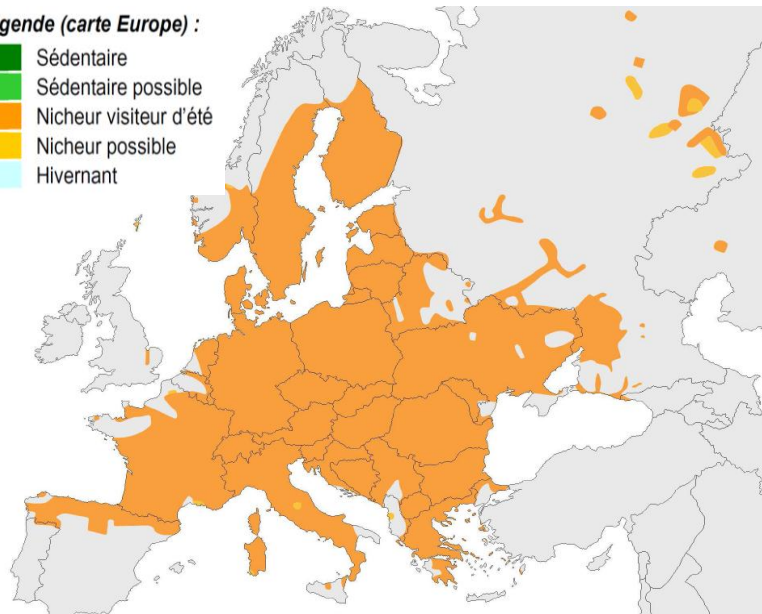 gende (carte Europe) :
Sédentaire
Sédentaire possible
Nicheur visiteur d'été
Nicheur possible
Hivernant